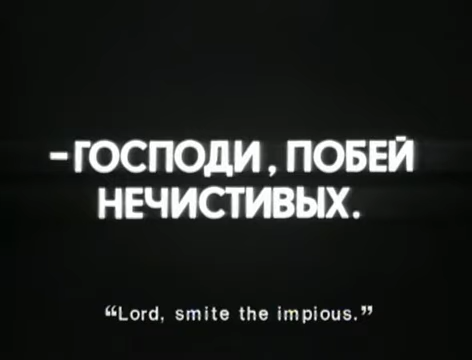 -ГОСПОДИ, ПОБЕЙ
НЕЧИСТИВЫХ.
“Lord, smite the impious.”